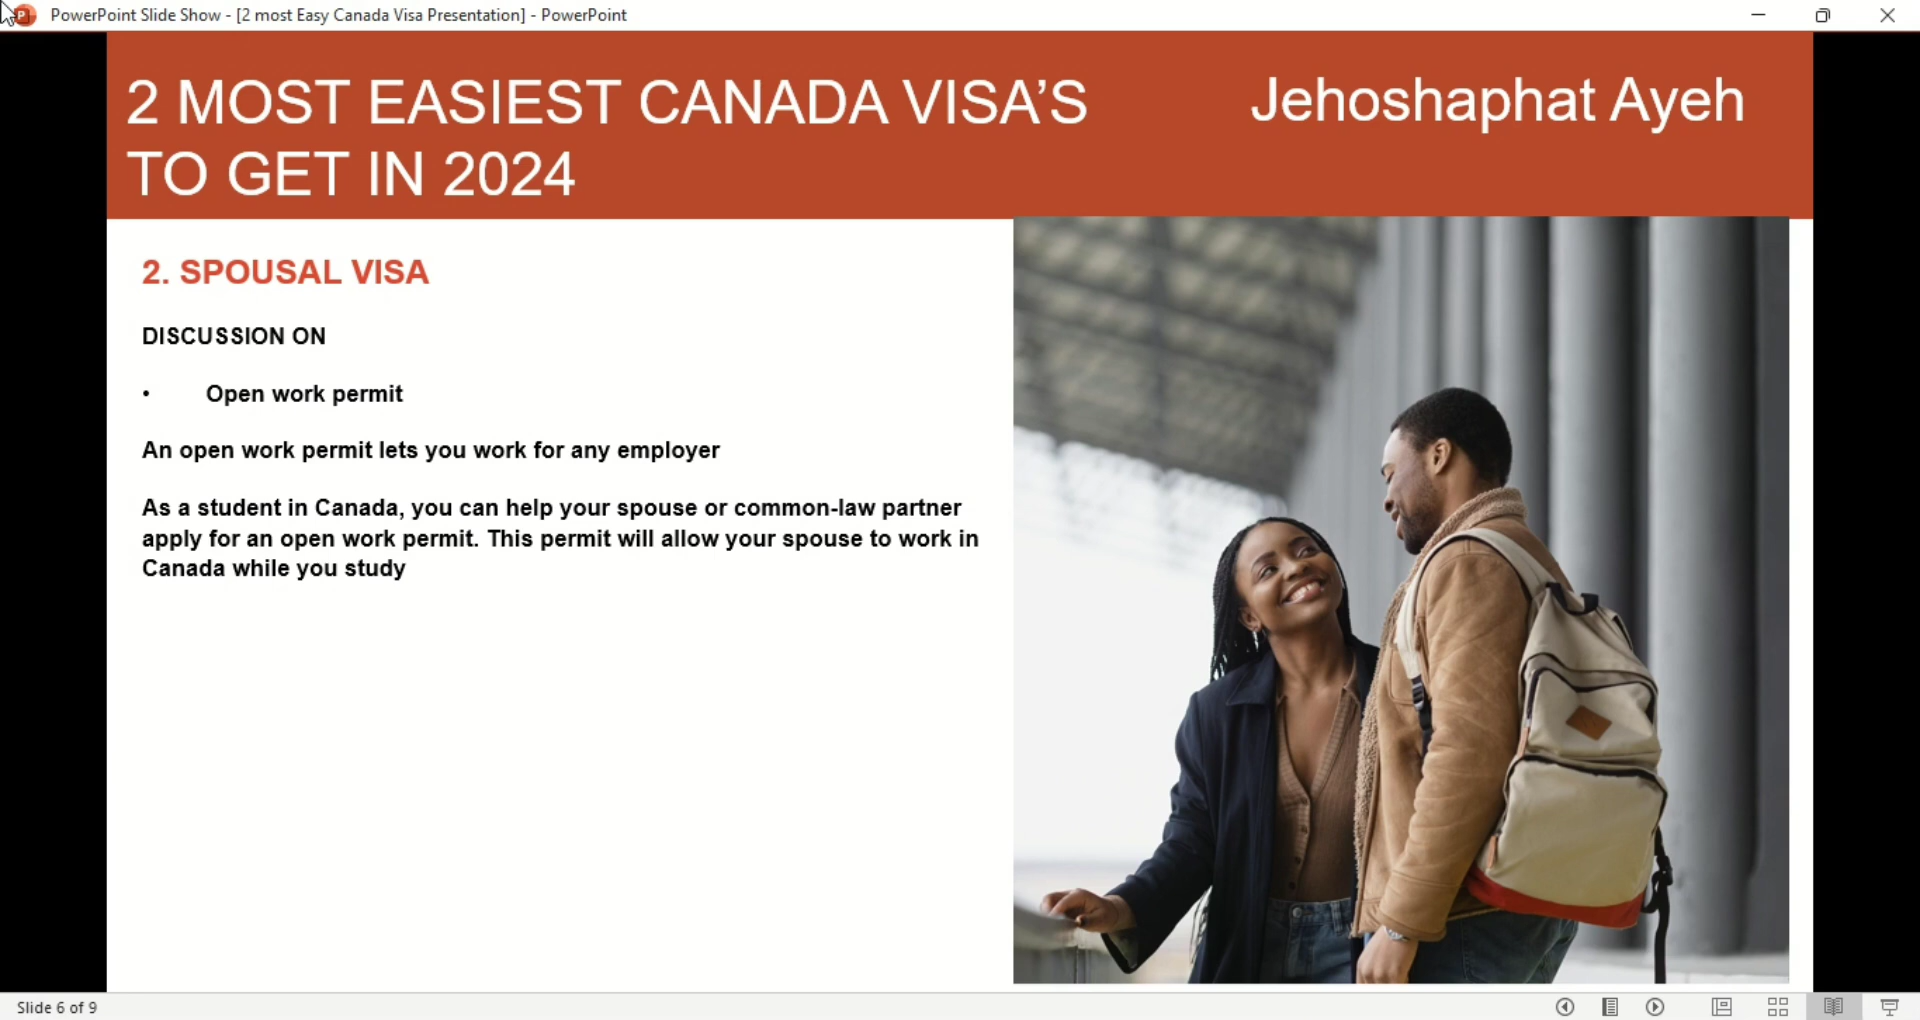 PowerPoint Slide Show - [2 most Easy Canada Visa Presentation] - PowerPoint
2 MOST EASIEST CANADA VISA’S
TO GET IN 2024
Jehoshaphat Ayeh
2. SPOUSAL VISA
DISCUSSION ON
• Open work permit
An open work permit lets you work for any employer
As a student in Canada, you can help your spouse or common-law partner
apply for an open work permit. This permit will allow your spouse to work in
Canada while you study
Slide 6 of 9